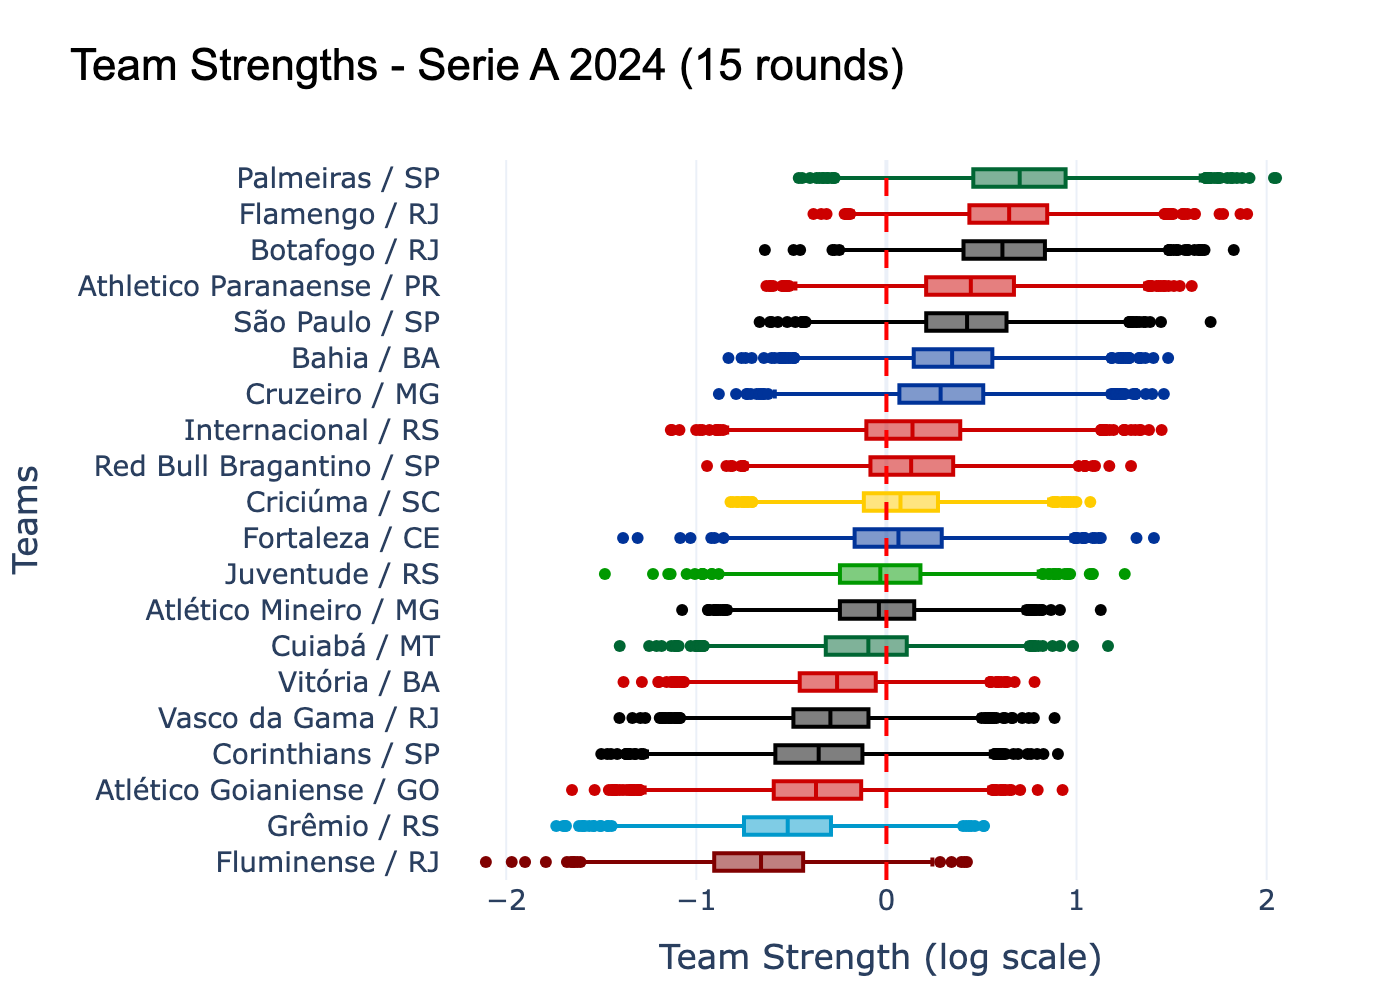 Team Strengths - Serie A 2024 (15 rounds)
Teams
Palmeiras / SP
Flamengo / RJ
Botafogo / RJ
Athletico Paranaense / PR
São Paulo / SP
Bahia / BA
Cruzeiro / MG
Internacional / RS
Red Bull Bragantino / SP
Criciúma / SC
Fortaleza / CE
Juventude / RS
Atlético Mineiro / MG
Cuiabá / MT
Vitória / BA
Vasco da Gama / RJ
Corinthians / SP
Atlético Goianiense / GO
Grêmio / RS
Fluminense / RJ
−2 −1 0 1 2
Team Strength (log scale)